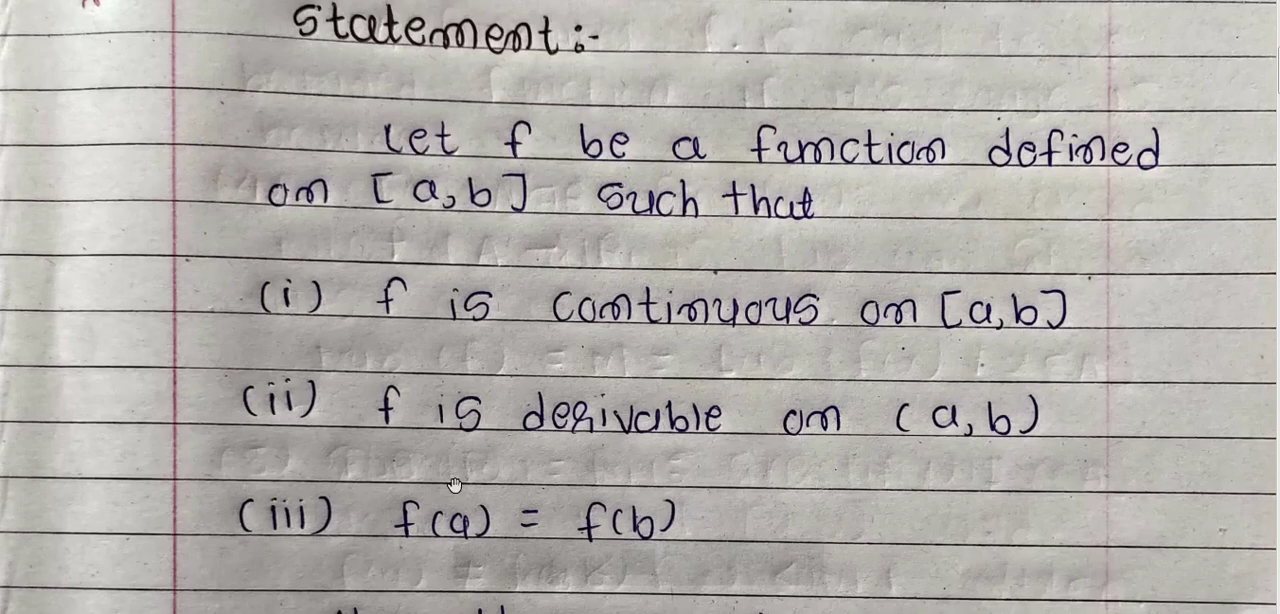 Statement :-
Let f be a function defined
on [a, b] such that
(i) f is continuous on [a, b]
(ii) f is derivable on (a, b)
(iii) f(a) = f(b)